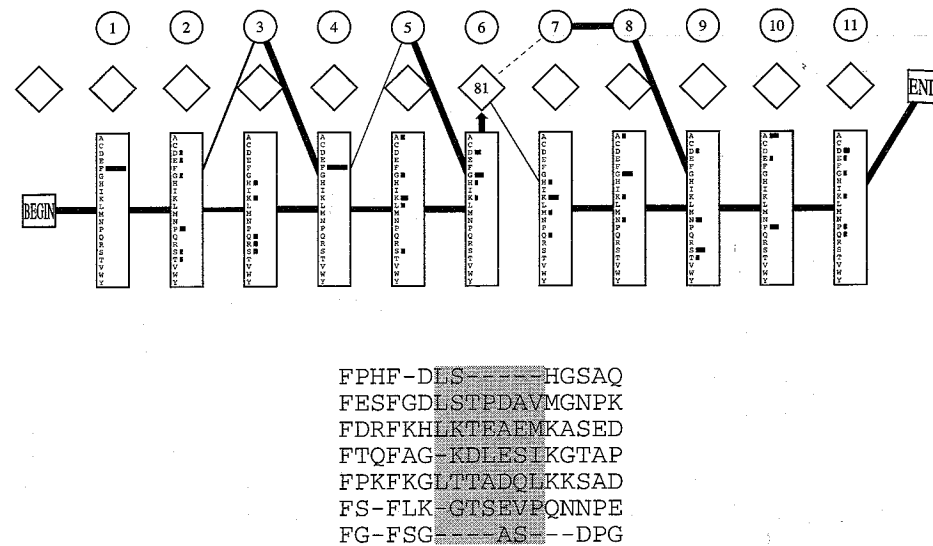 1 2 3 4 5 6 7 8 9 10 11
81 END
A A A A A A A A A A A
C C C C C C C C C C C
D D D D D D D D D D D
E E E E E E E E E E E
F F F F F F F F F F F
G G G G G G G G G G G
H H H H H H H H H H H
I I I I I I I I I I I
K K K K K K K K K K K
L L L L L L L L L L L
BEGIN
M M M M M M M M M M M
N N N N N N N N N N N
P P P P P P P P P P P
Q Q Q Q Q Q Q Q Q Q Q
R R R R R R R R R R R
S S S S S S S S S S S
T T T T T T T T T T T
V V V V V V V V V V V
W W W W W W W W W W W
Y Y Y Y Y Y Y Y Y Y Y
FPHF-DLS-----HGSAQ
FESFGDLSTPDAVMGNPK
FDRFKHLKTEAEMKASED
FTQFAG-KDLESIKGTAP
FPKFKGLTTADQLKKSAD
FS-FLK-GTSEVPQNNPE
FG-FSG----AS---DPG